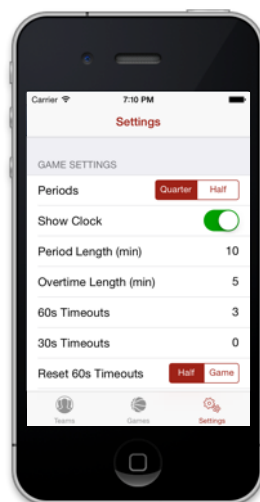 Carrier 7:10 PM
Settings
GAME SETTINGS
Periods Quarter Half
Show Clock
Period Length (min) 10
Overtime Length (min) 5
60s Timeouts 3
30s Timeouts 0
Reset 60s Timeouts Half Game
Teams Games Settings